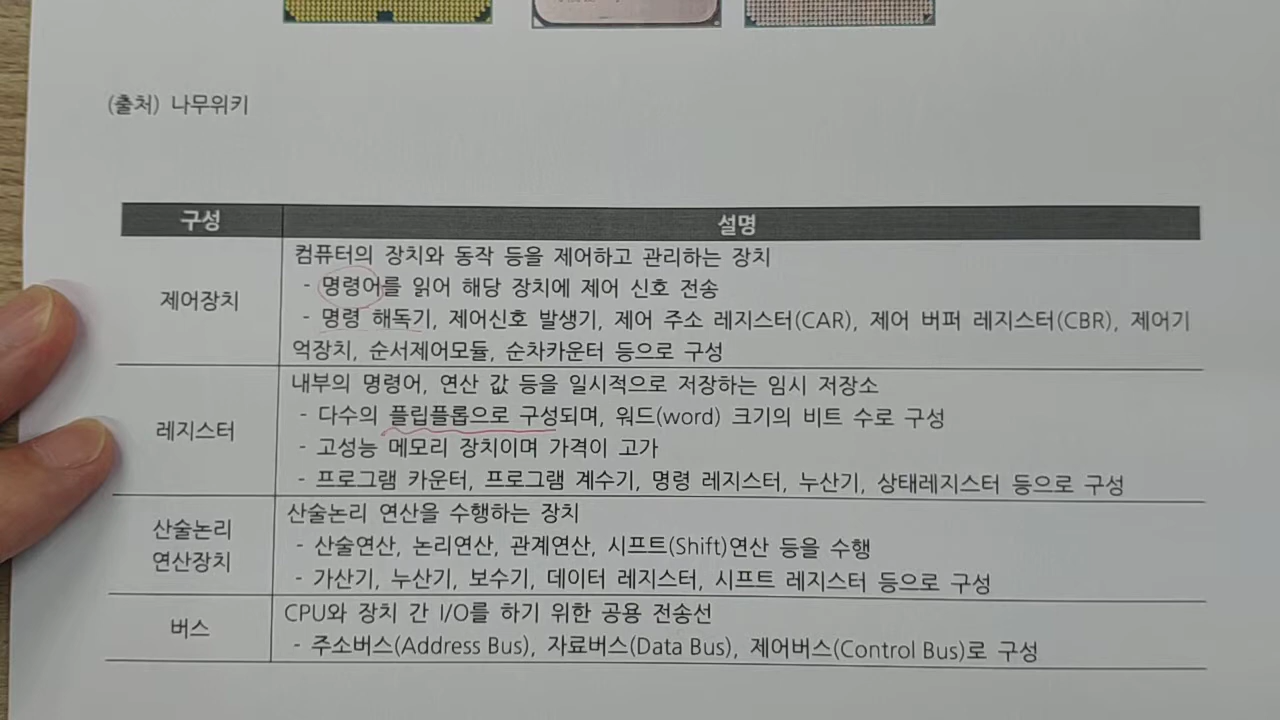 (출처) 나무위키
구성 설명
제어장치
컴퓨터의 장치와 동작 등을 제어하고 관리하는 장치
- 명령어를 읽어 해당 장치에 제어 신호 전송
- 명령 해독기, 제어신호 발생기, 제어 주소 레지스터(CAR), 제어 버퍼 레지스터(CBR), 제어기
억장치, 순서제어모듈, 순차카운터 등으로 구성
레지스터
내부의 명령어, 연산 값 등을 일시적으로 저장하는 임시 저장소
- 다수의 플립플롭으로 구성되며, 워드(word) 크기의 비트 수로 구성
- 고성능 메모리 장치이며 가격이 고가
- 프로그램 카운터, 프로그램 계수기, 명령 레지스터, 누산기, 상태레지스터 등으로 구성
산술논리
연산장치
산술논리 연산을 수행하는 장치
- 산술연산, 논리연산, 관계연산, 시프트(Shift)연산 등을 수행
- 가산기, 누산기, 보수기, 데이터 레지스터, 시프트 레지스터 등으로 구성
버스
CPU와 장치 간 I/O를 하기 위한 공용 전송선
- 주소버스(Address Bus), 자료버스(Data Bus), 제어버스(Control Bus)로 구성